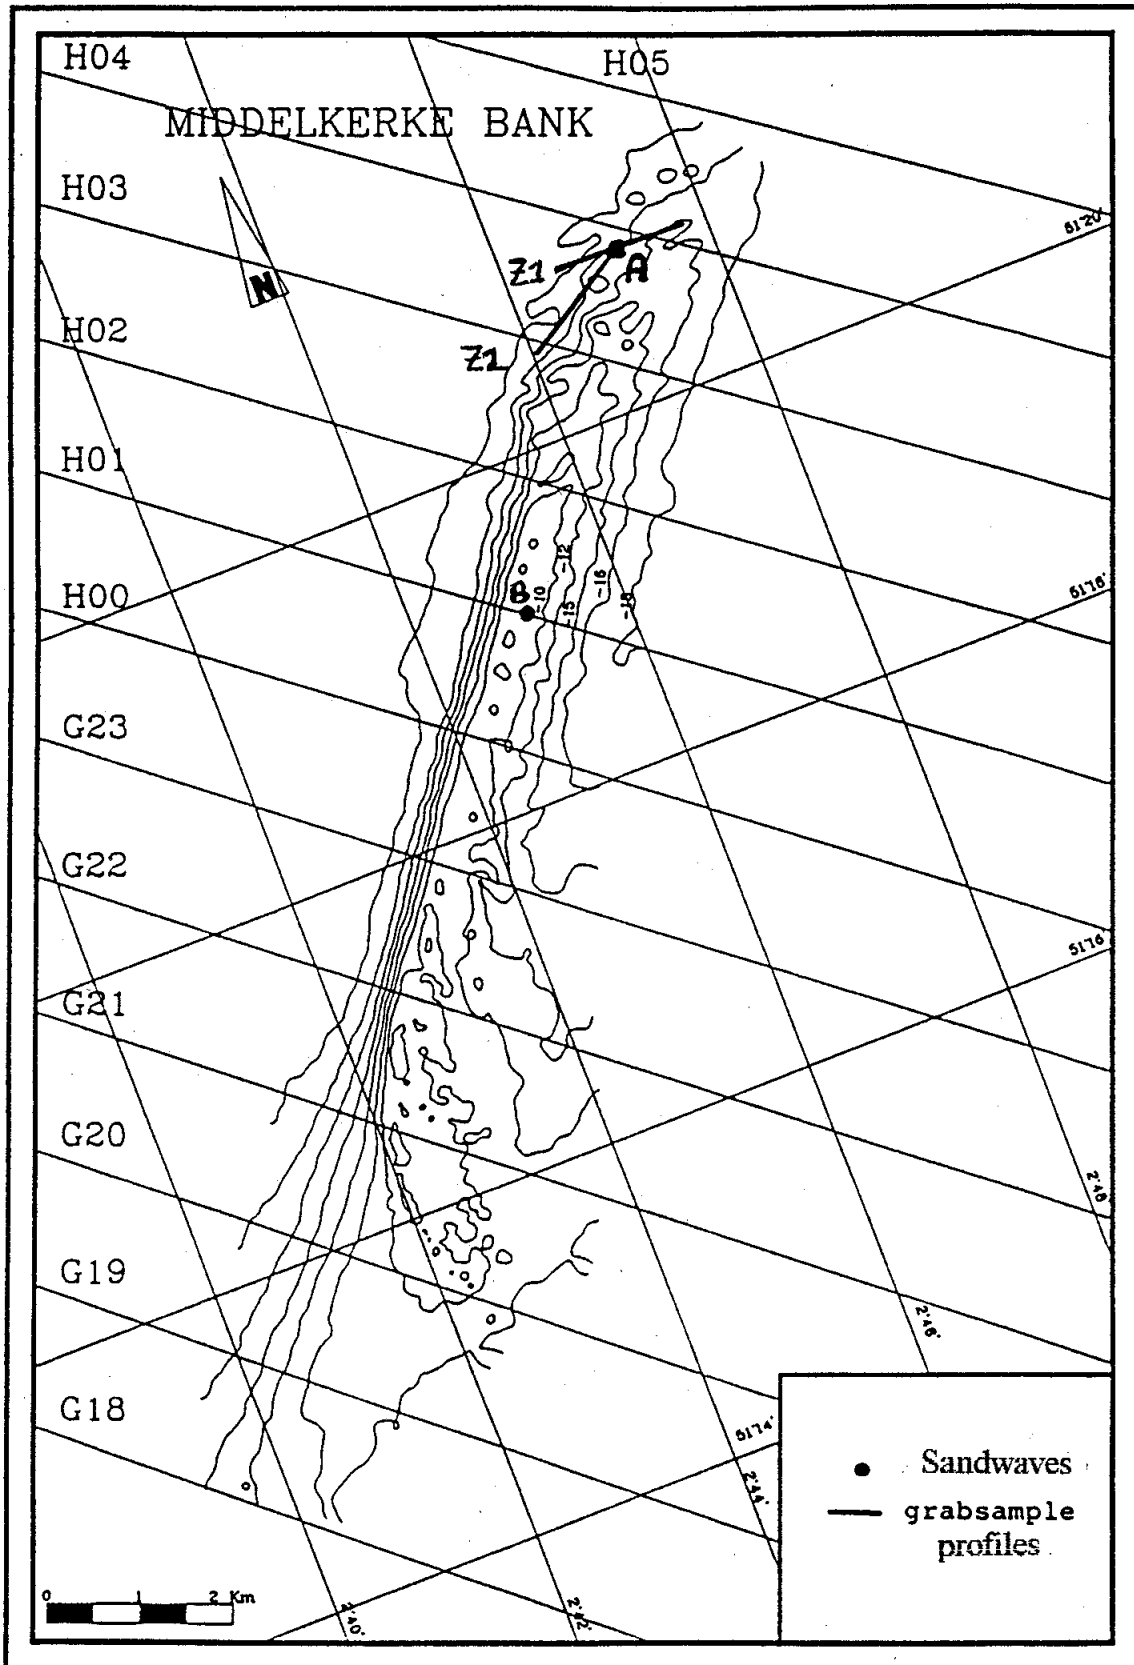 H04
H05
MIDDELKERKE BANK
H03
51°20'
Z1
A
N
H02
Z2
H01
-12
-16
51°18'
B
-10
-15
-18
H00
G23
G22
51°16'
G21
G20
2°48'
G19
2°46'
G18
51°14'
2°44'
Sandwaves
grabsample
profiles
0 1 2 Km
2°40'
2°42'